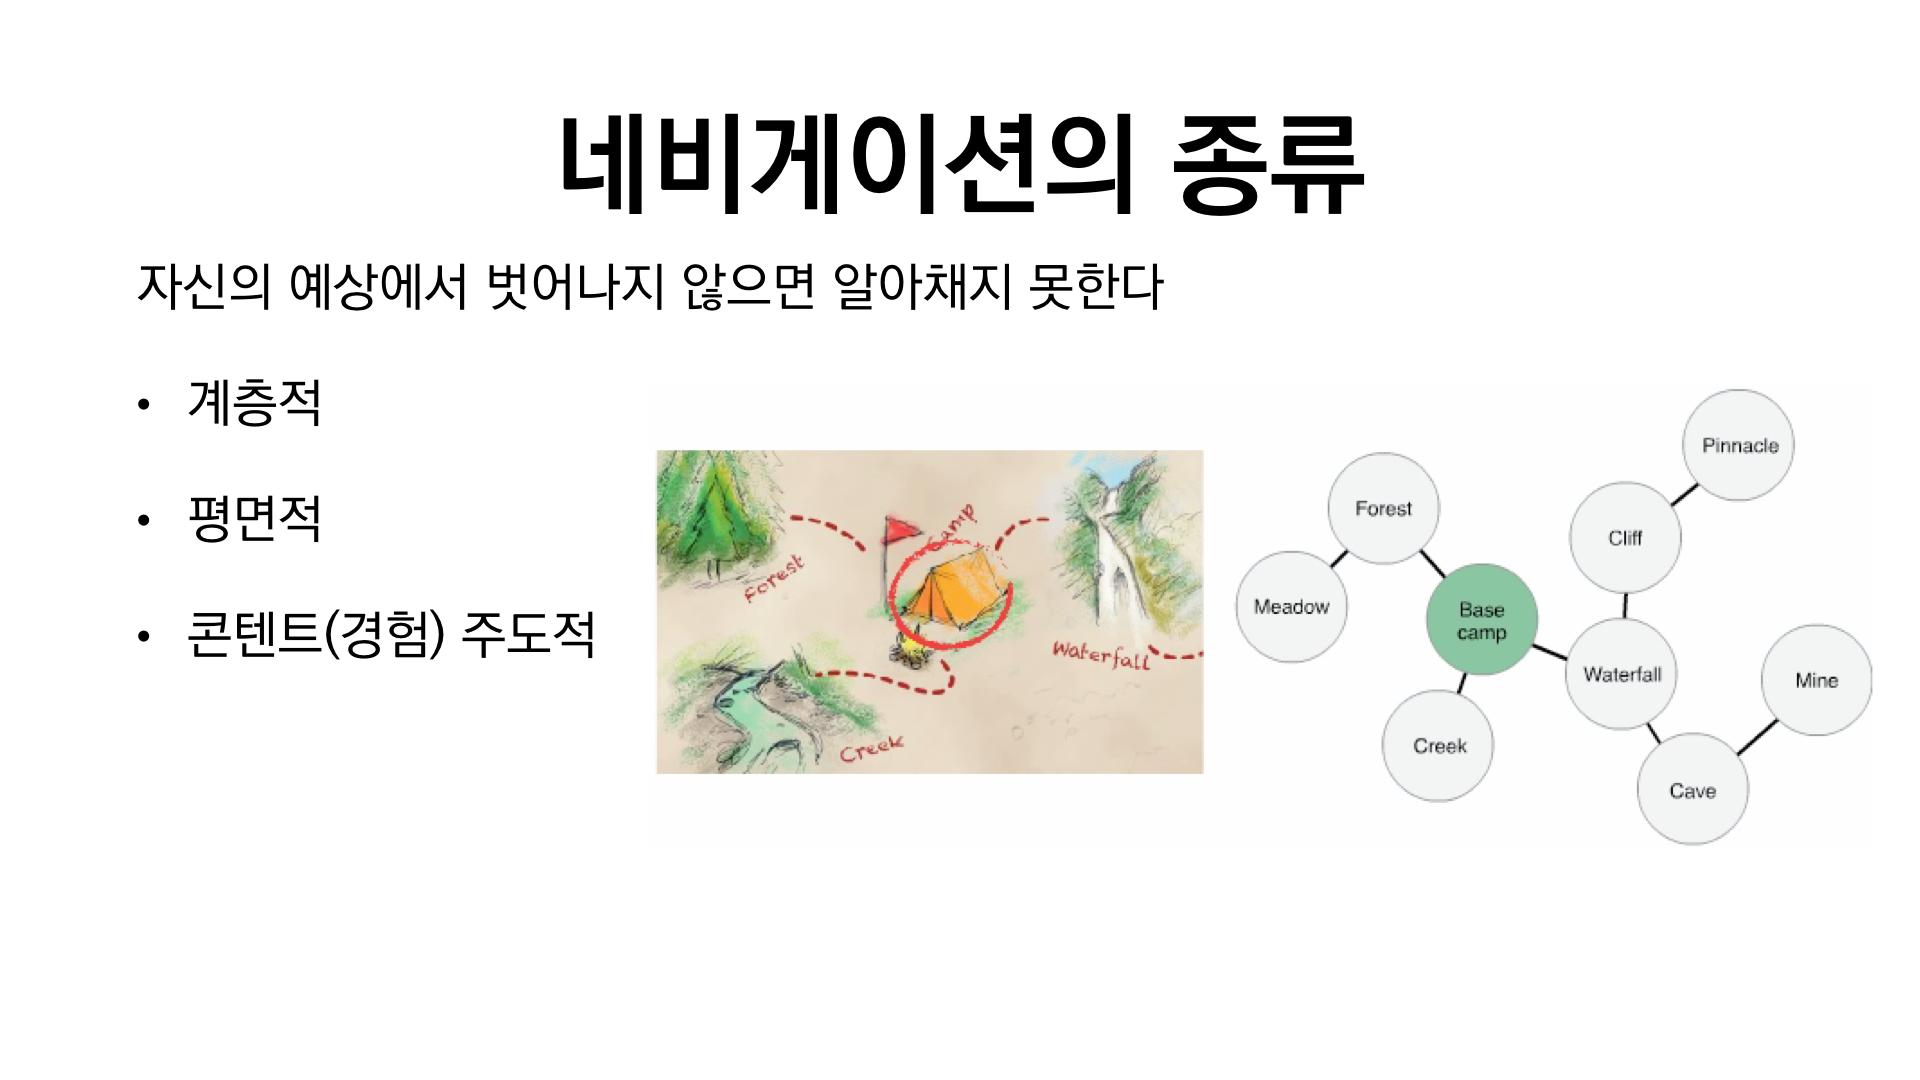 네비게이션의 종류
자신의 예상에서 벗어나지 않으면 알아채지 못한다
• 계층적
• 평면적
• 콘텐트(경험) 주도적
Forest
Camp
Waterfall
Creek
Pinnacle
Forest
Cliff
Meadow
Base
camp
Waterfall
Mine
Creek
Cave